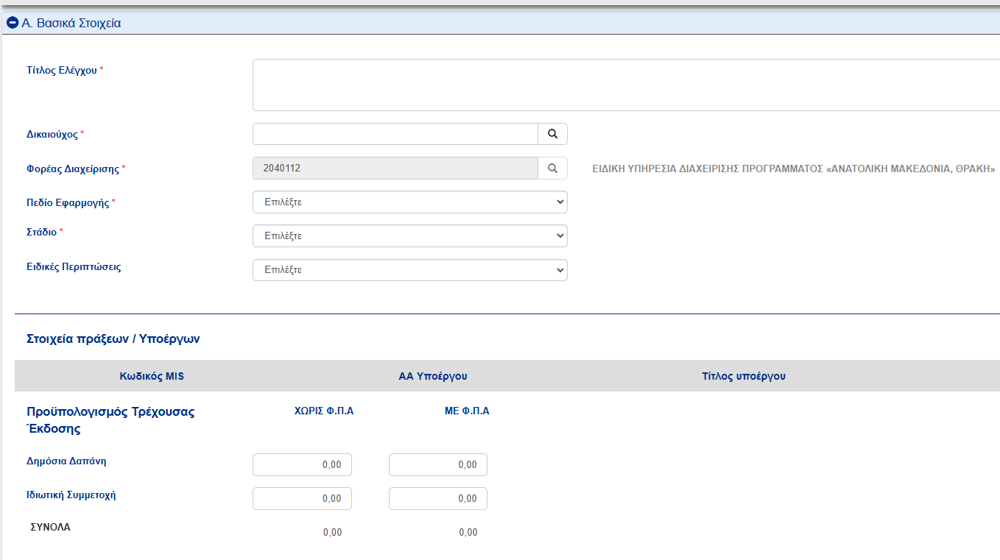 Α. Βασικά Στοιχεία
Τίτλος Ελέγχου *
Δικαιούχος *
Φορέας Διαχείρισης * 2040112 ΕΙΔΙΚΗ ΥΠΗΡΕΣΙΑ ΔΙΑΧΕΙΡΙΣΗΣ ΠΡΟΓΡΑΜΜΑΤΟΣ «ΑΝΑΤΟΛΙΚΗ ΜΑΚΕΔΟΝΙΑ, ΘΡΑΚΗ»
Πεδίο Εφαρμογής * Επιλέξτε
Στάδιο * Επιλέξτε
Ειδικές Περιπτώσεις Επιλέξτε
Στοιχεία πράξεων / Υποέργων
Κωδικός MIS ΑΑ Υποέργου Τίτλος υποέργου
Προϋπολογισμός Τρέχουσας ΧΩΡΙΣ Φ.Π.Α ΜΕ Φ.Π.Α
Έκδοσης
Δημόσια Δαπάνη 0,00 0,00
Ιδιωτική Συμμετοχή 0,00 0,00
ΣΥΝΟΛΑ 0,00 0,00